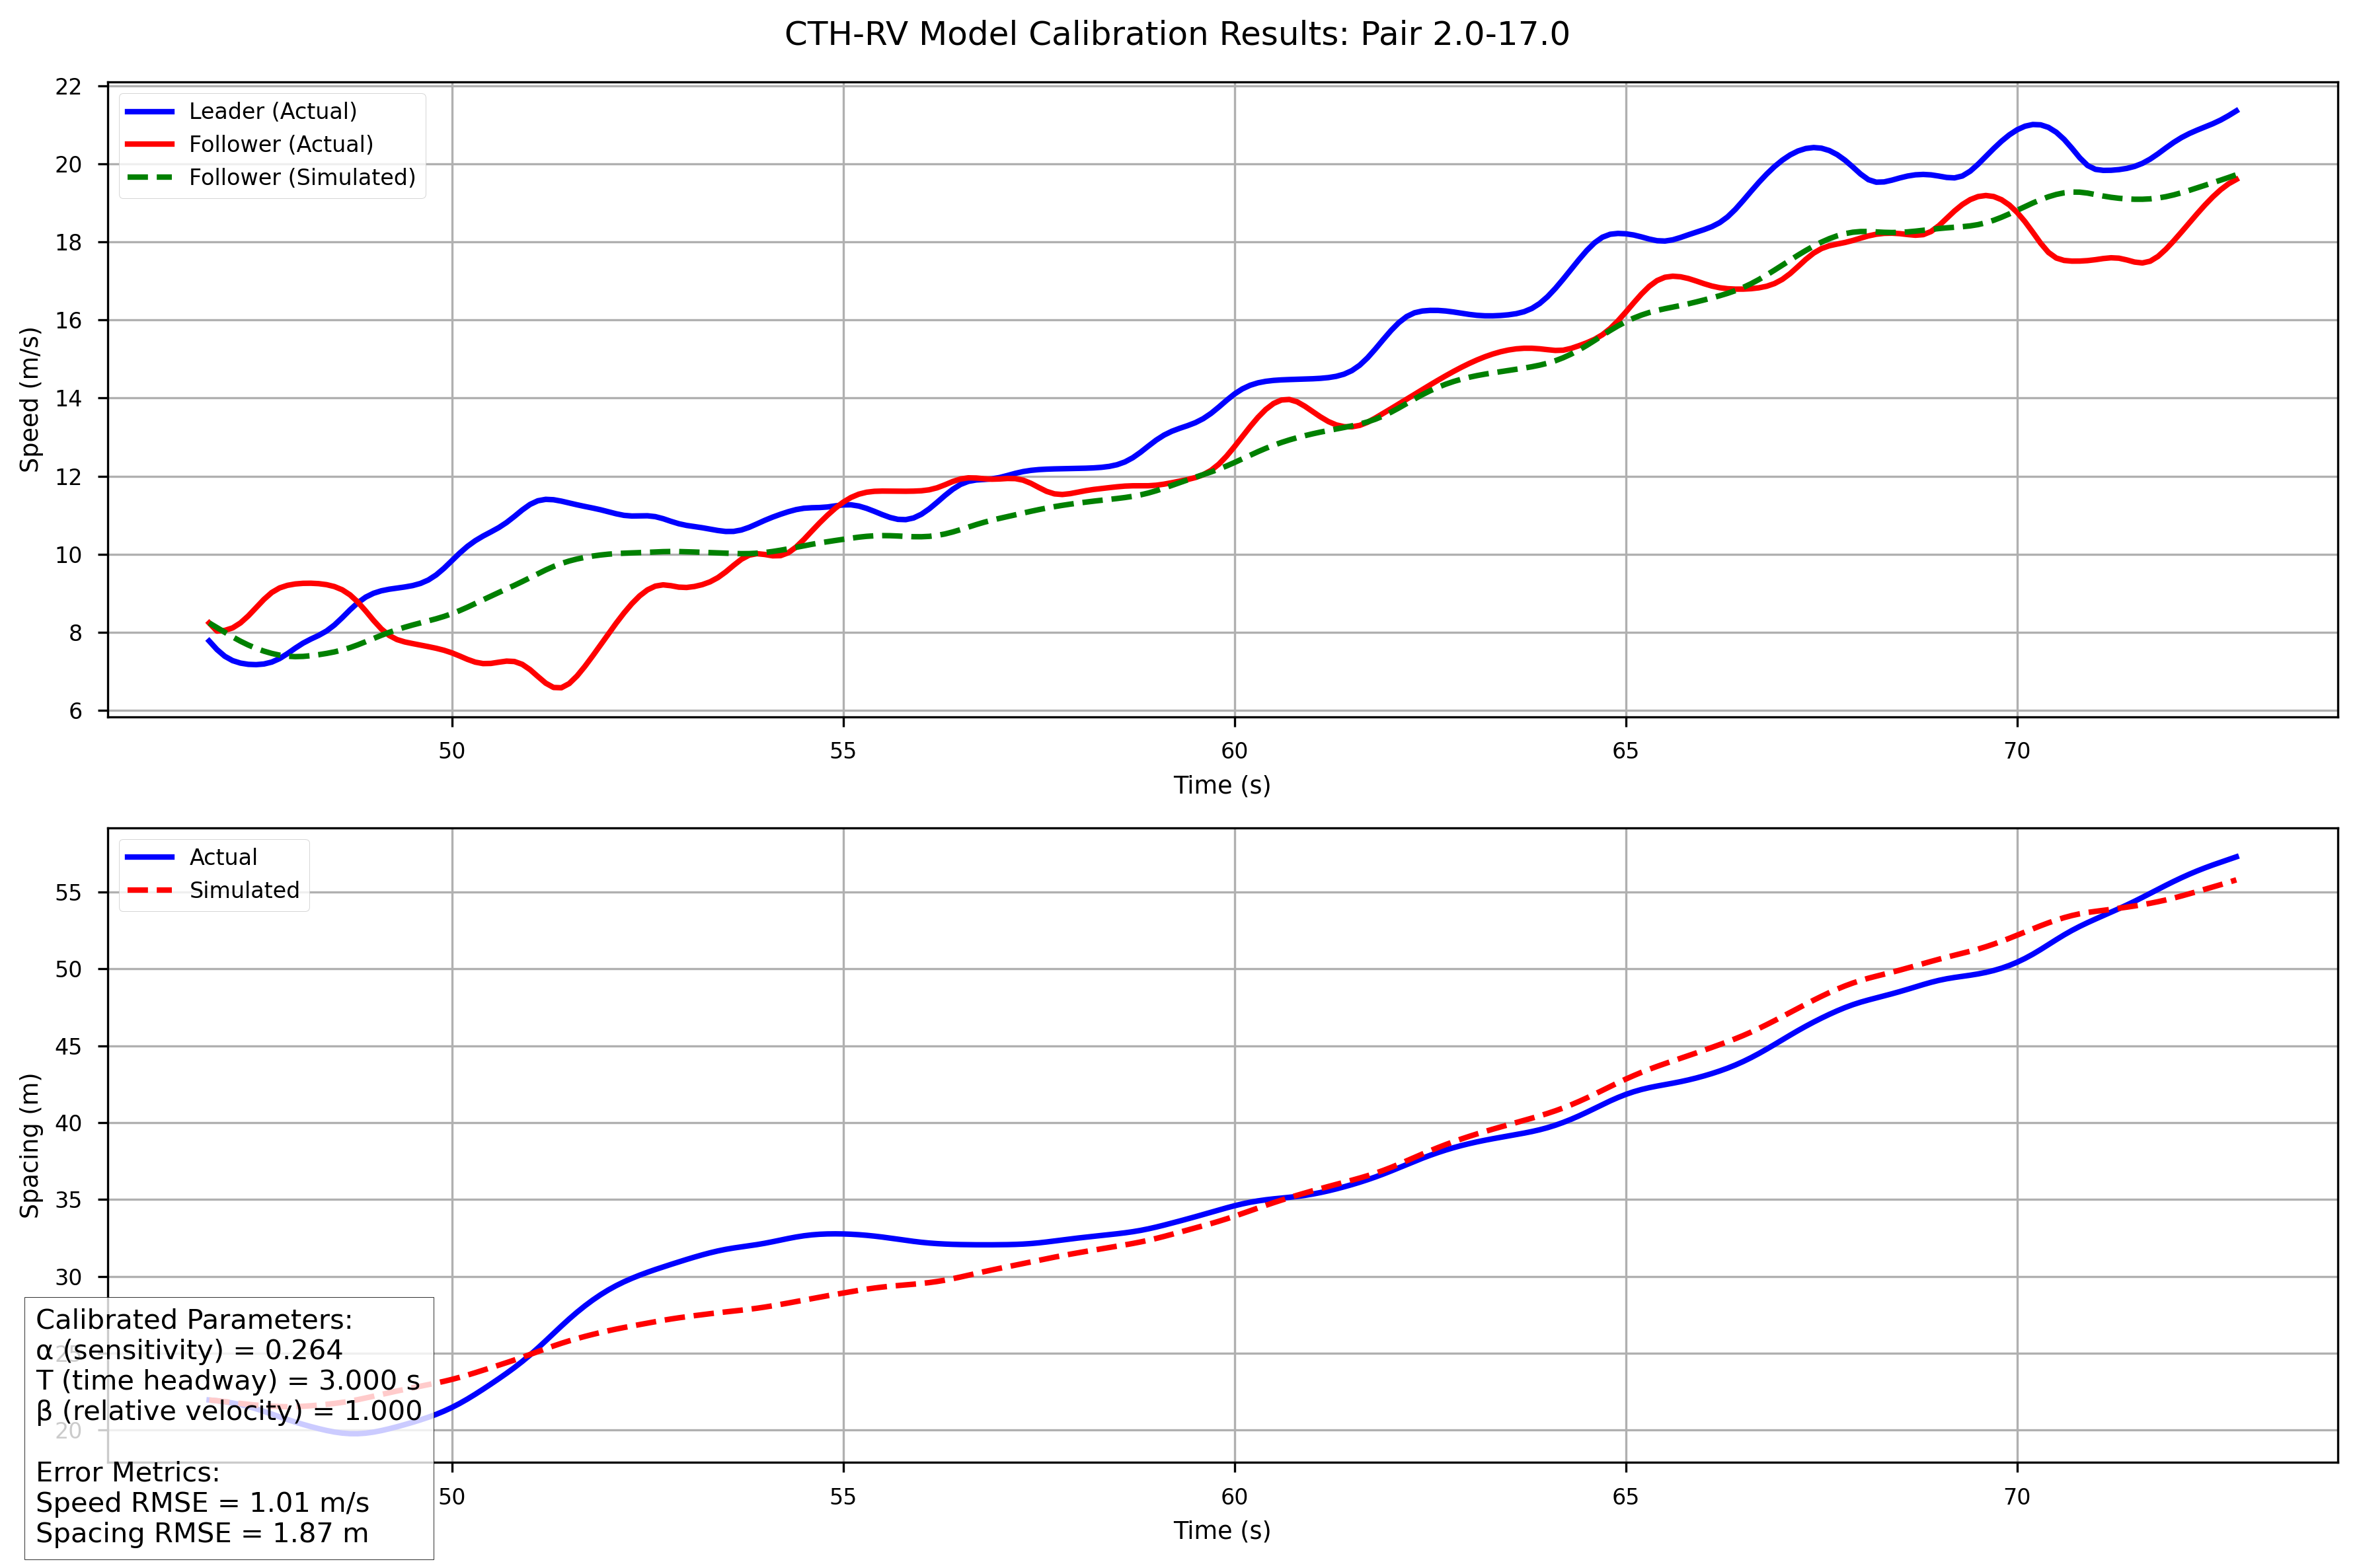 CTH-RV Model Calibration Results: Pair 2.0-17.0
22
20
18
16
14
12
10
8
6
Speed (m/s)
Leader (Actual)
Follower (Actual)
Follower (Simulated)
50
55
60
65
70
Time (s)
55
50
45
40
35
30
25
20
Spacing (m)
Actual
Simulated
Calibrated Parameters:
α (sensitivity) = 0.264
T (time headway) = 3.000 s
β (relative velocity) = 1.000
Error Metrics:
Speed RMSE = 1.01 m/s
Spacing RMSE = 1.87 m
50
55
60
65
70
Time (s)